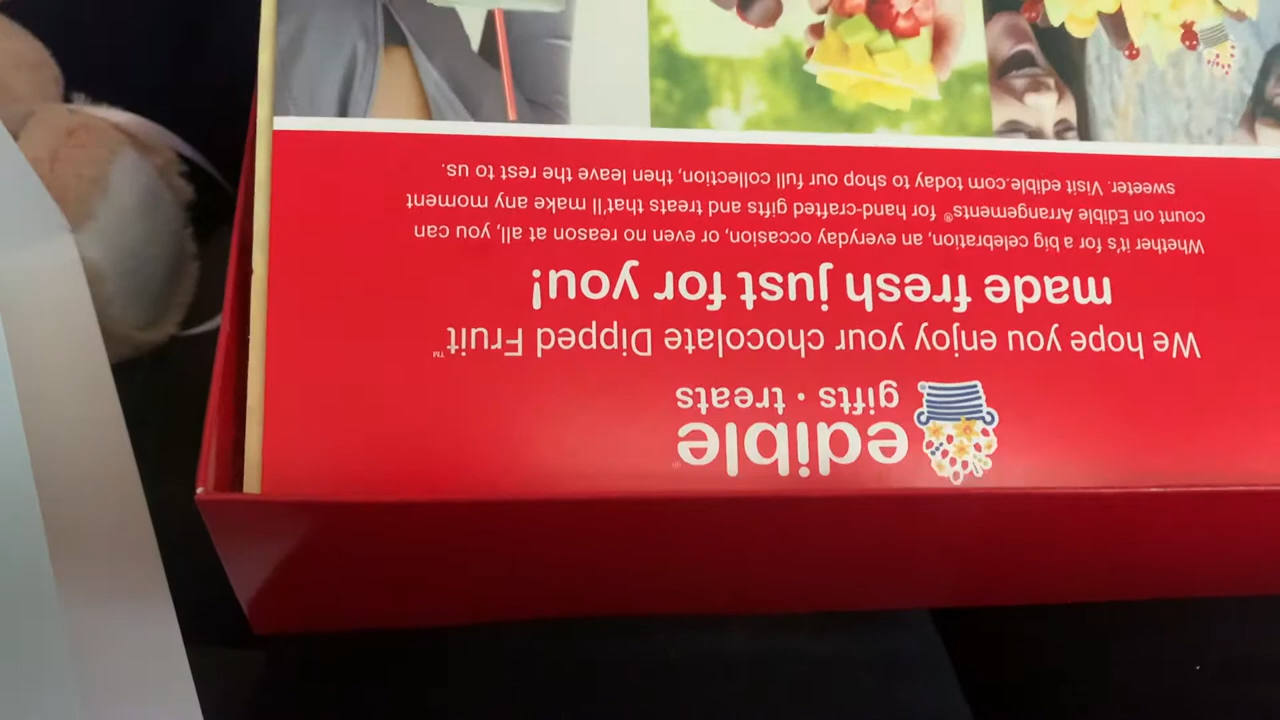 edible
gifts • treats
We hope you enjoy your chocolate Dipped Fruit™
made fresh just for you!
Whether it's for a big celebration, an everyday occasion, or even no reason at all, you can
count on Edible Arrangements® for hand-crafted gifts and treats that'll make any moment
sweeter. Visit edible.com today to shop our full collection, then leave the rest to us.